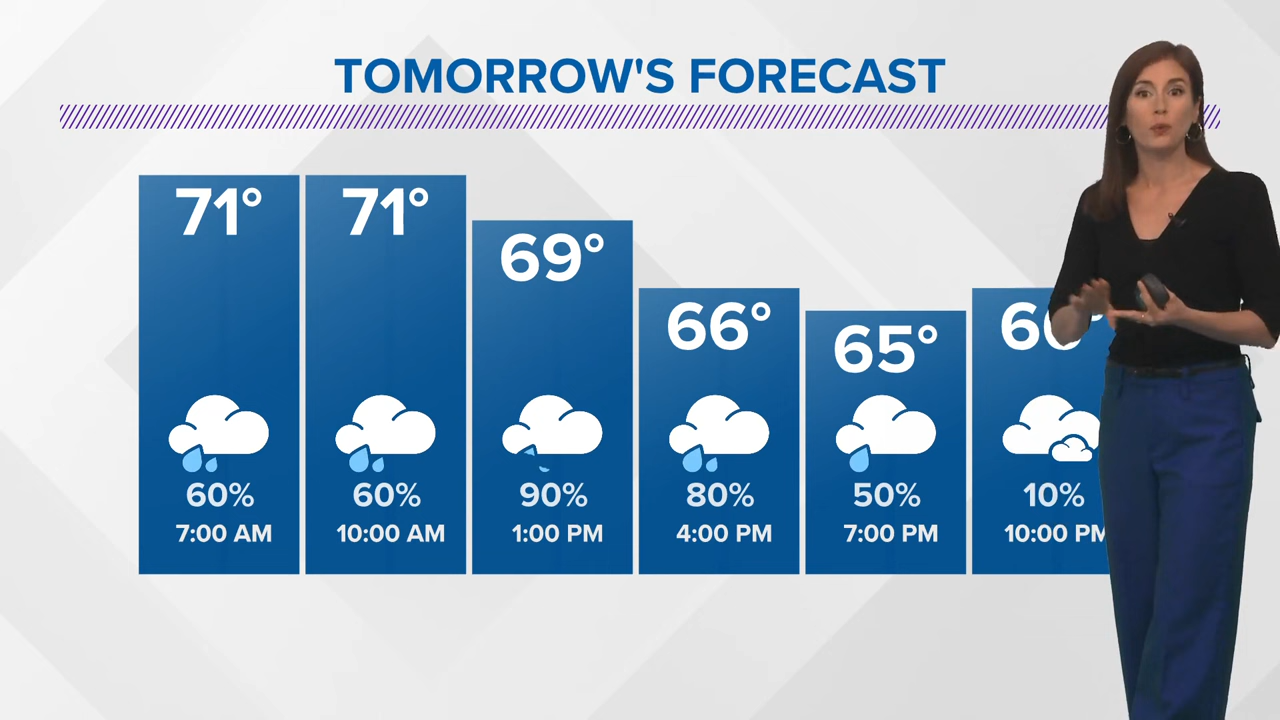 TOMORROW'S FORECAST
71° 71° 69° 66° 65° 66°
60% 60% 90% 80% 50% 10%
7:00 AM 10:00 AM 1:00 PM 4:00 PM 7:00 PM 10:00 PM